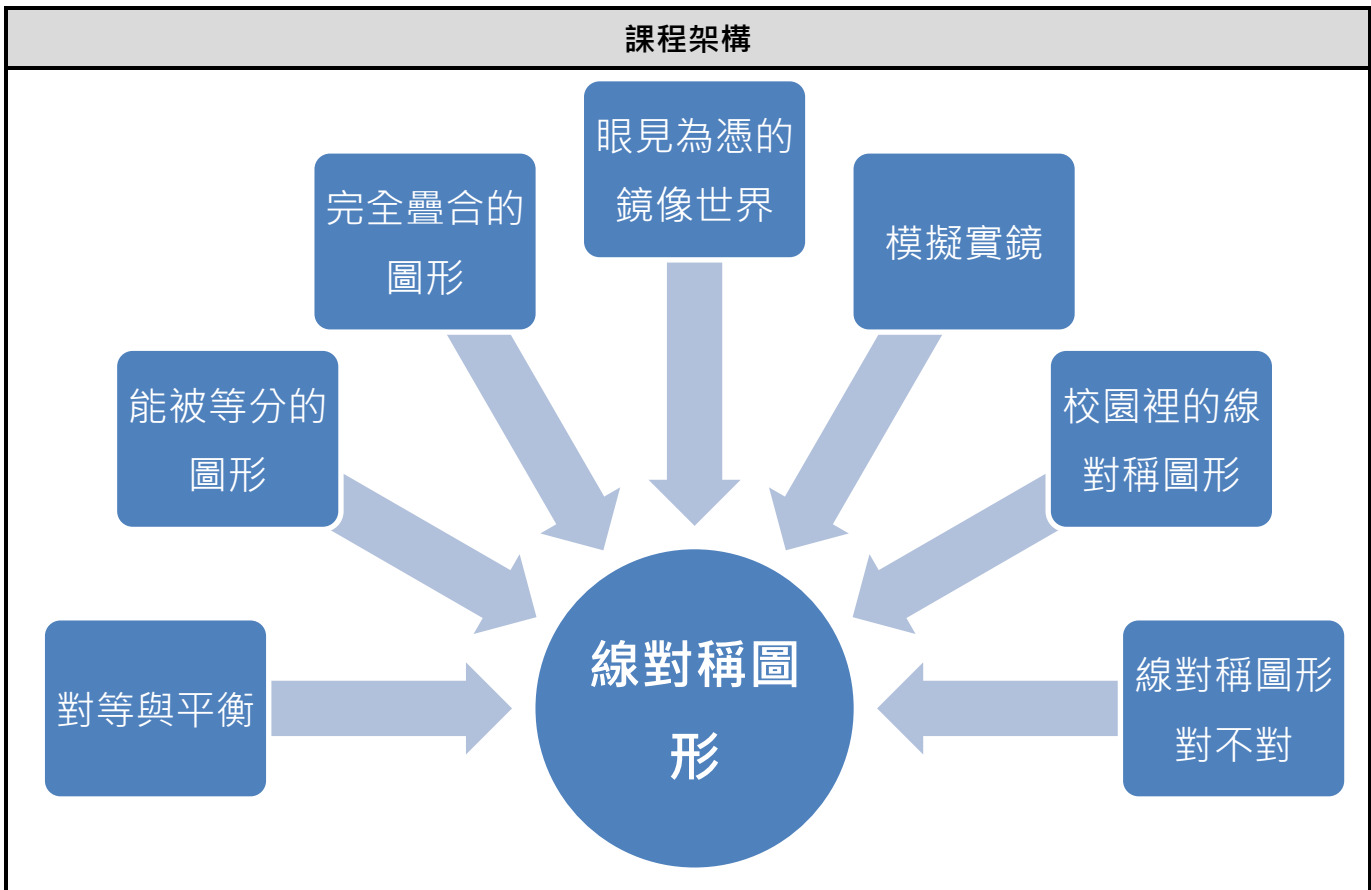 課程架構
眼見為憑的
鏡像世界
完全疊合的
圖形
模擬實鏡
能被等分的
圖形
校園裡的線
對稱圖形
對等與平衡
線對稱圖
形
線對稱圖形
對不對